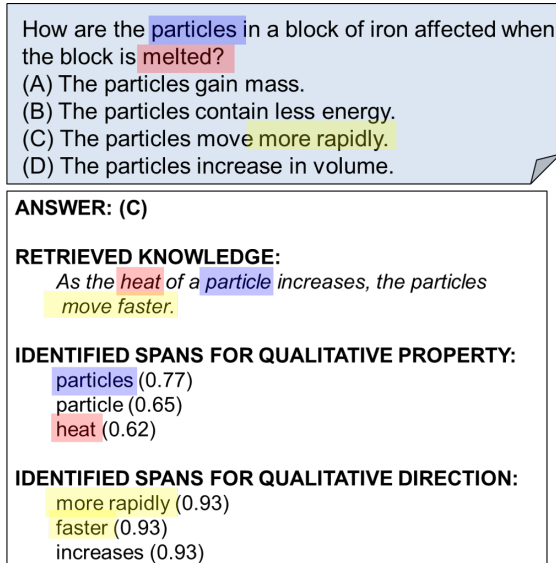 How are the particles in a block of iron affected when
the block is melted?
(A) The particles gain mass.
(B) The particles contain less energy.
(C) The particles move more rapidly.
(D) The particles increase in volume.
ANSWER: (C)
RETRIEVED KNOWLEDGE:
As the heat of a particle increases, the particles
move faster.
IDENTIFIED SPANS FOR QUALITATIVE PROPERTY:
particles (0.77)
particle (0.65)
heat (0.62)
IDENTIFIED SPANS FOR QUALITATIVE DIRECTION:
more rapidly (0.93)
faster (0.93)
increases (0.93)